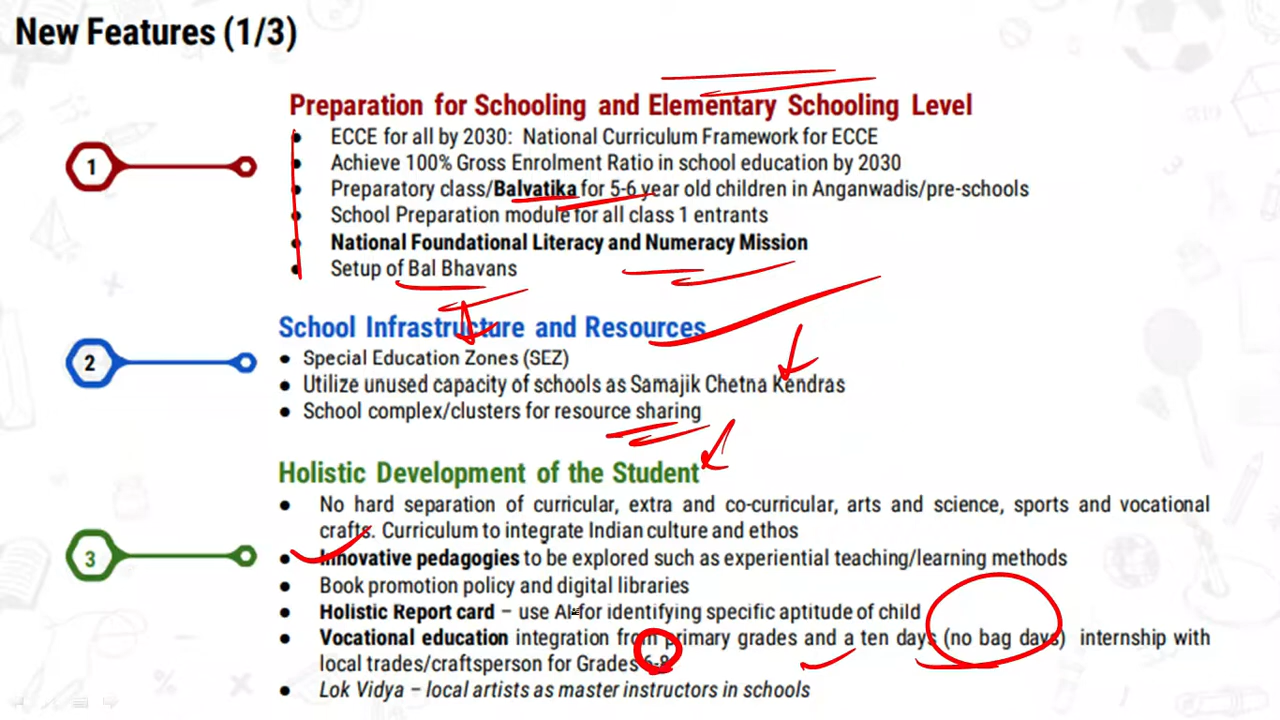 New Features (1/3)
1
Preparation for Schooling and Elementary Schooling Level
● ECCE for all by 2030: National Curriculum Framework for ECCE
● Achieve 100% Gross Enrolment Ratio in school education by 2030
● Preparatory class/Balvatika for 5-6 year old children in Anganwadis/pre-schools
● School Preparation module for all class 1 entrants
● National Foundational Literacy and Numeracy Mission
● Setup of Bal Bhavans
2
School Infrastructure and Resources
● Special Education Zones (SEZ)
● Utilize unused capacity of schools as Samajik Chetna Kendras
● School complex/clusters for resource sharing
3
Holistic Development of the Student
● No hard separation of curricular, extra and co-curricular, arts and science, sports and vocational
crafts. Curriculum to integrate Indian culture and ethos
● Innovative pedagogies to be explored such as experiential teaching/learning methods
● Book promotion policy and digital libraries
● Holistic Report card – use AI for identifying specific aptitude of child
● Vocational education integration from primary grades and a ten days (no bag days) internship with
local trades/craftsperson for Grades 6-8
● Lok Vidya – local artists as master instructors in schools